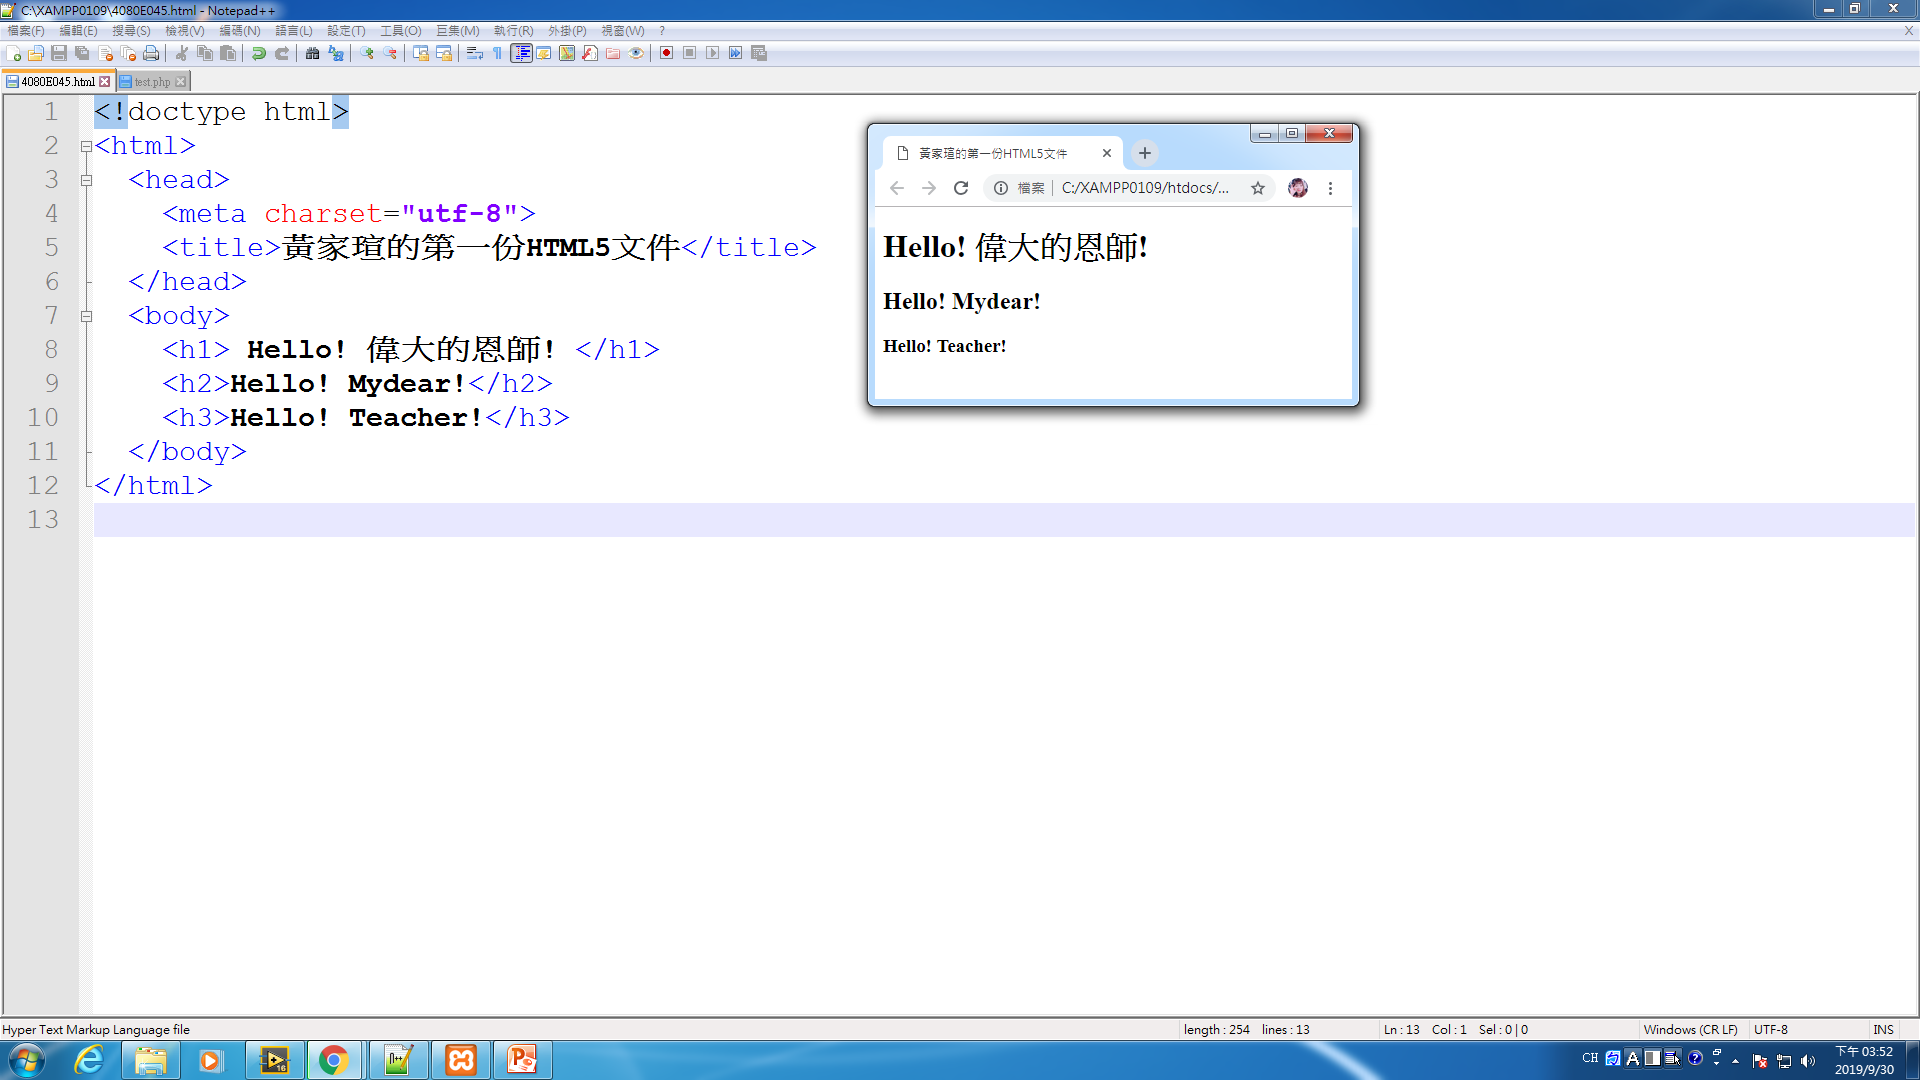 C:\XAMPP0109\4080E045.html - Notepad++
檔案(F) 編輯(E) 搜尋(S) 檢視(V) 編碼(N) 語言(L) 設定(T) 工具(O) 巨集(M) 執行(R) 外掛(P) 視窗(W) ? X
4080E045.html test.php
1 <!doctype html>
2 <html>
3 <head>
4 <meta charset="utf-8">
5 <title>黃家瑄的第一份HTML5文件</title>
6 </head>
7 <body>
8 <h1> Hello! 偉大的恩師! </h1>
9 <h2>Hello! Mydear!</h2>
10 <h3>Hello! Teacher!</h3>
11 </body>
12 </html>
13
黃家瑄的第一份HTML5文件
檔案 C:/XAMPP0109/htdocs/...
Hello! 偉大的恩師!
Hello! Mydear!
Hello! Teacher!
Hyper Text Markup Language file length : 254 lines : 13 Ln : 13 Col : 1 Sel : 0 | 0 Windows (CR LF) UTF-8 INS
CH A 下午 03:52
2019/9/30